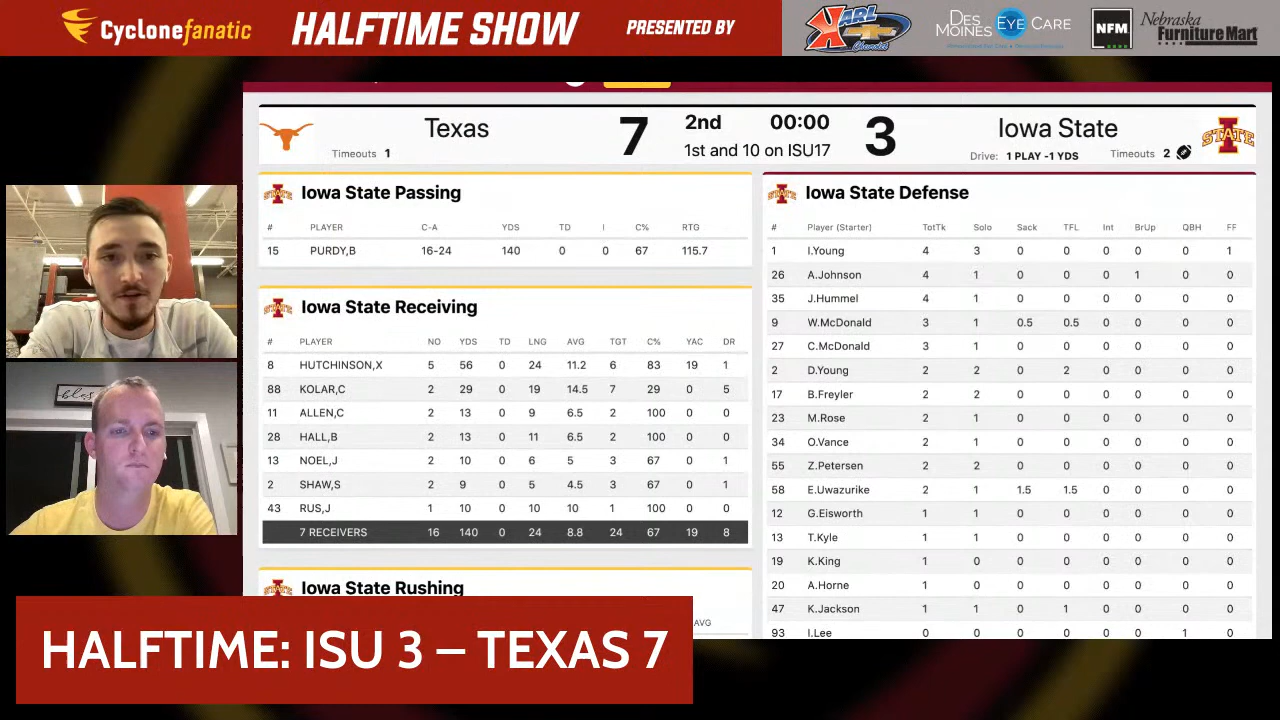 Cyclonefanatic HALFTIME SHOW PRESENTED BY
KARL Chevrolet
DES MOINES EYE CARE
NFM Nebraska Furniture Mart
Texas 7 2nd 00:00 3 Iowa State
Timeouts 1 1st and 10 on ISU17 Drive: 1 PLAY -1 YDS Timeouts 2
STATE
Iowa State Passing
# PLAYER C-A YDS TD I C% RTG
15 PURDY,B 16-24 140 0 0 67 115.7
Iowa State Receiving
# PLAYER NO YDS TD LNG AVG TGT C% YAC DR
8 HUTCHINSON,X 5 56 0 24 11.2 6 83 19 1
88 KOLAR,C 2 29 0 19 14.5 7 29 0 5
11 ALLEN,C 2 13 0 9 6.5 2 100 0 0
28 HALL,B 2 13 0 11 6.5 2 100 0 0
13 NOEL,J 2 10 0 6 5 3 67 0 1
2 SHAW,S 2 9 0 5 4.5 3 67 0 1
43 RUS,J 1 10 0 10 10 1 100 0 0
7 RECEIVERS 16 140 0 24 8.8 24 67 19 8
Iowa State Rushing
AVG
Iowa State Defense
# Player (Starter) TotTk Solo Sack TFL Int BrUp QBH FF
1 I.Young 4 3 0 0 0 0 0 1
26 A.Johnson 4 1 0 0 0 1 0 0
35 J.Hummel 4 1 0 0 0 0 0 0
9 W.McDonald 3 1 0.5 0.5 0 0 0 0
27 C.McDonald 3 1 0 0 0 0 0 0
2 D.Young 2 2 0 2 0 0 0 0
17 B.Freyler 2 2 0 0 0 0 0 0
23 M.Rose 2 1 0 0 0 0 0 0
34 O.Vance 2 1 0 0 0 0 0 0
55 Z.Petersen 2 2 0 0 0 0 0 0
58 E.Uwazurike 2 1 1.5 1.5 0 0 0 0
12 G.Eisworth 1 1 0 0 0 0 0 0
13 T.Kyle 1 1 0 0 0 0 0 0
19 K.King 1 0 0 0 0 0 0 0
20 A.Horne 1 0 0 0 0 0 0 0
47 K.Jackson 1 1 0 1 0 0 0 0
93 I.Lee 0 0 0 0 0 0 1 0
HALFTIME: ISU 3 – TEXAS 7